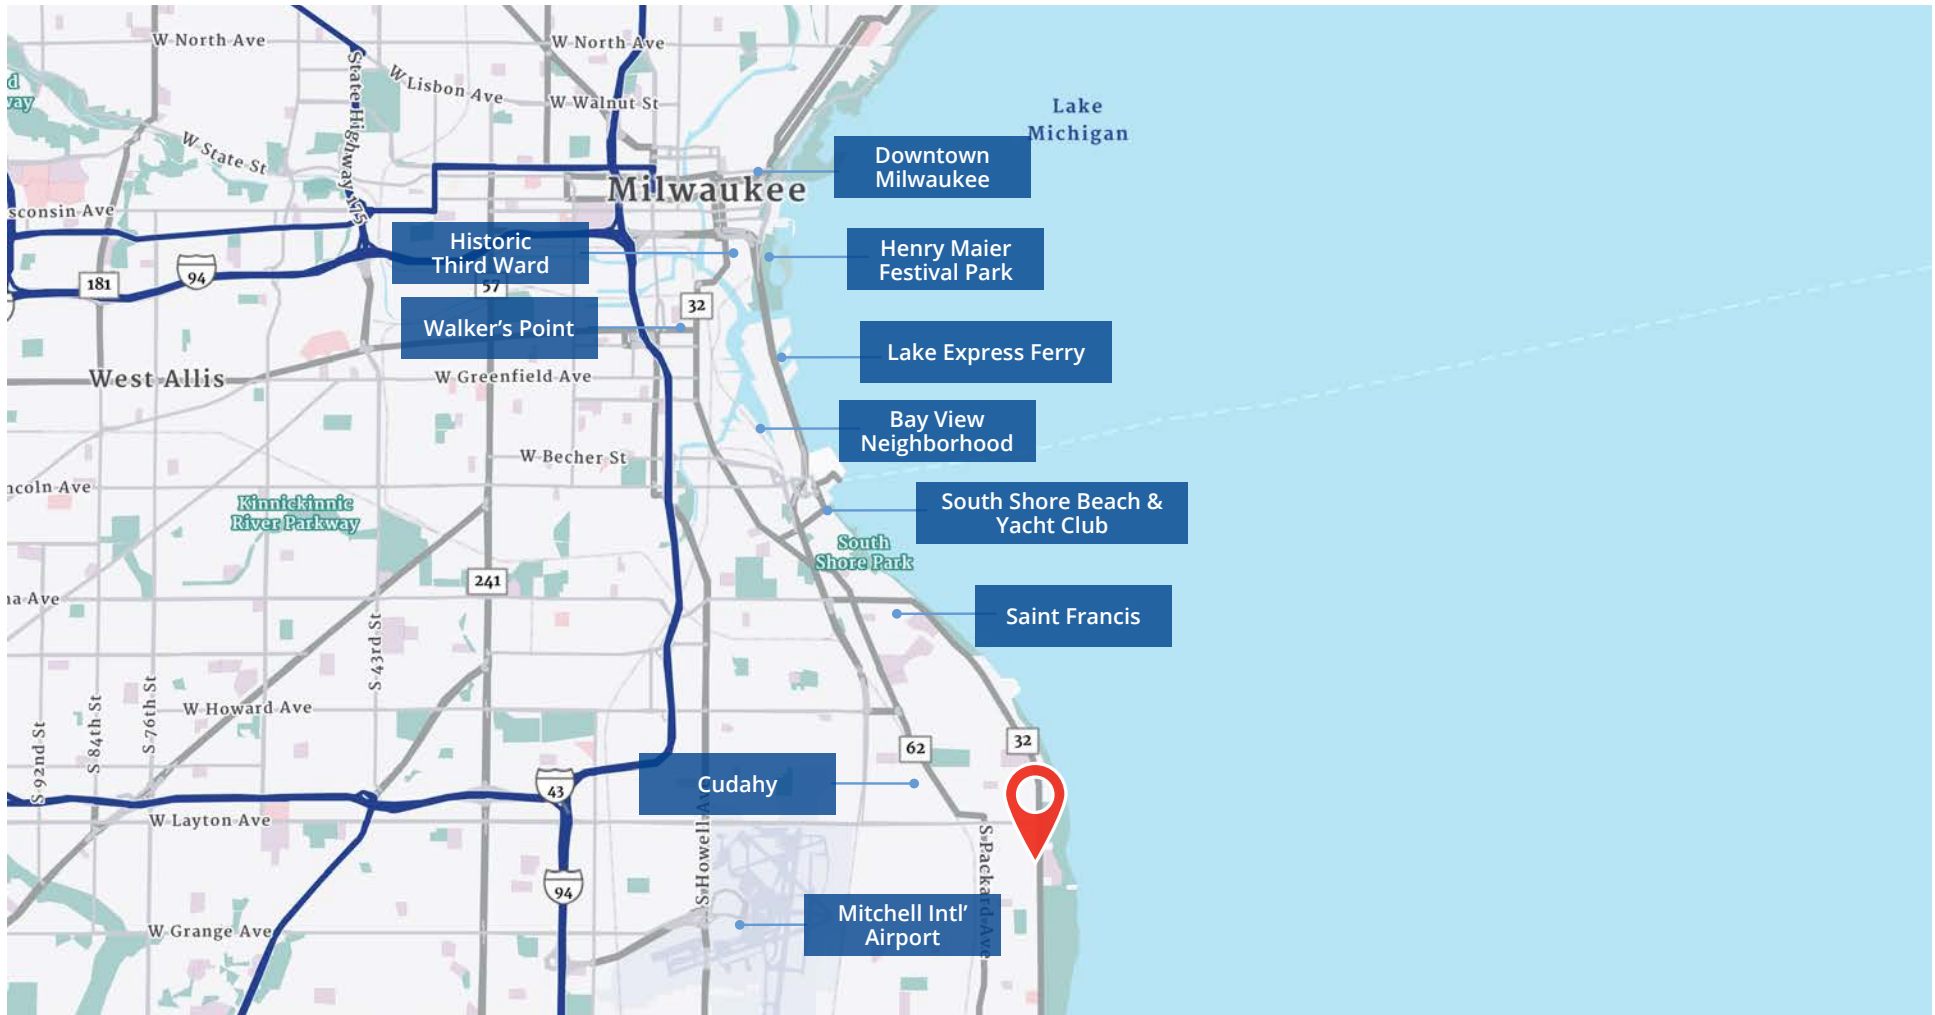 W North Ave
W North Ave
State Highway 175
W Lisbon Ave
W Walnut St
Lake
Michigan
W State St
Downtown
Milwaukee
Milwaukee
sconsin Ave
Historic
Third Ward
Henry Maier
Festival Park
94
181
57
32
Walker's Point
Lake Express Ferry
West Allis
W Greenfield Ave
Bay View
Neighborhood
W Becher St
ncoln Ave
Kinnickinnic
River Parkway
South Shore Beach &
Yacht Club
South
Shore Park
241
na Ave
Saint Francis
S 43rd St
S 76th St
S 84th St
S 92nd St
W Howard Ave
62
32
43
Cudahy
W Layton Ave
S Howell Ave
S Packard Ave
94
Mitchell Intl'
Airport
W Grange Ave